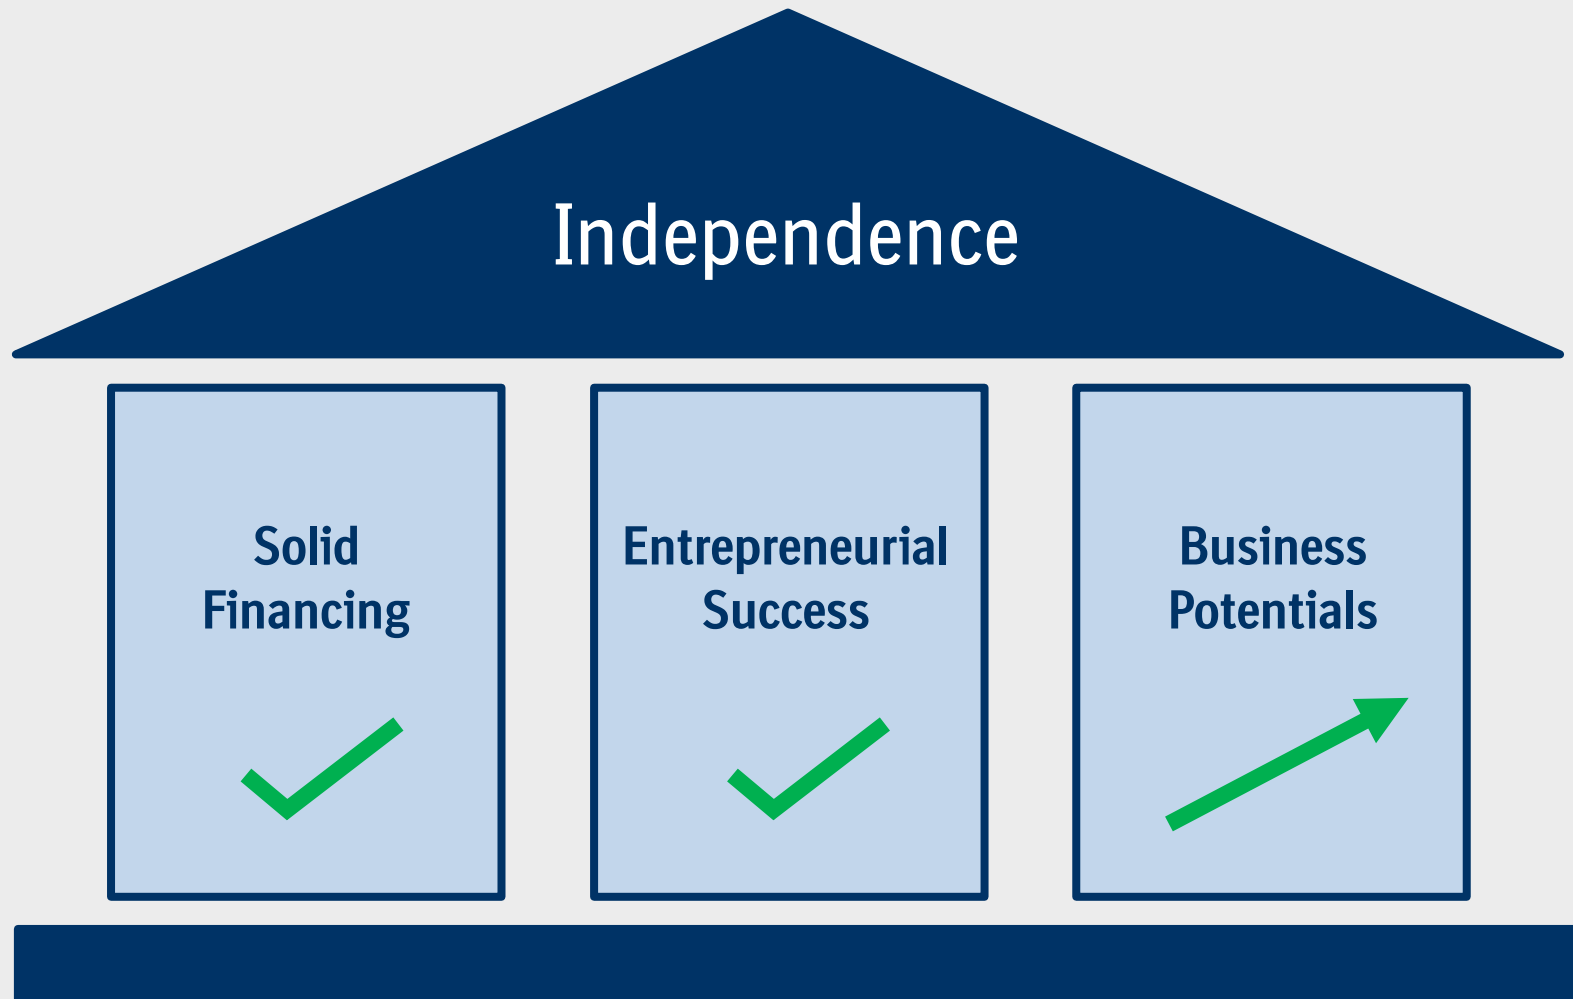 Independence
Solid
Financing
Entrepreneurial
Success
Business
Potentials